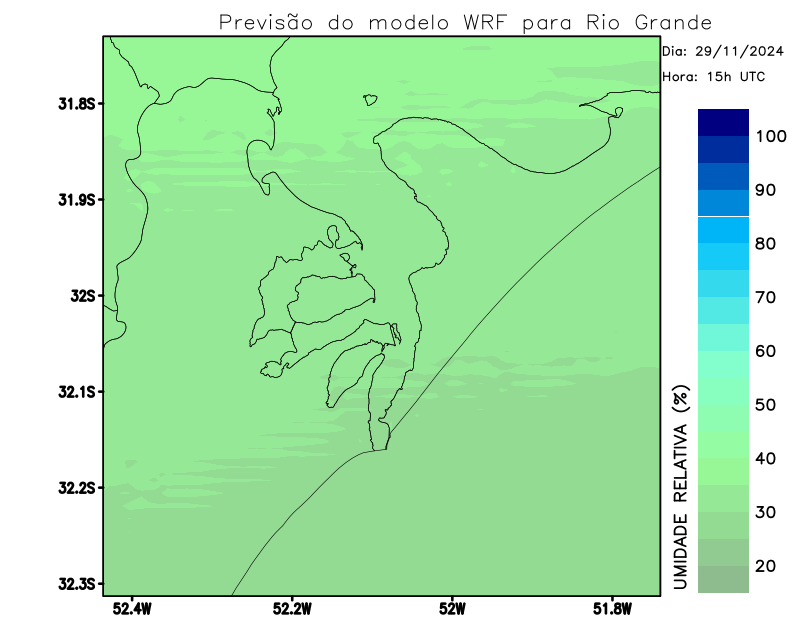 Previsão do modelo WRF para Rio Grande
Dia: 29/11/2024
Hora: 15h UTC
31.8S
31.9S
32S
32.1S
32.2S
32.3S
52.4W
52.2W
52W
51.8W
100
90
80
70
60
50
40
30
20
UMIDADE RELATIVA (%)